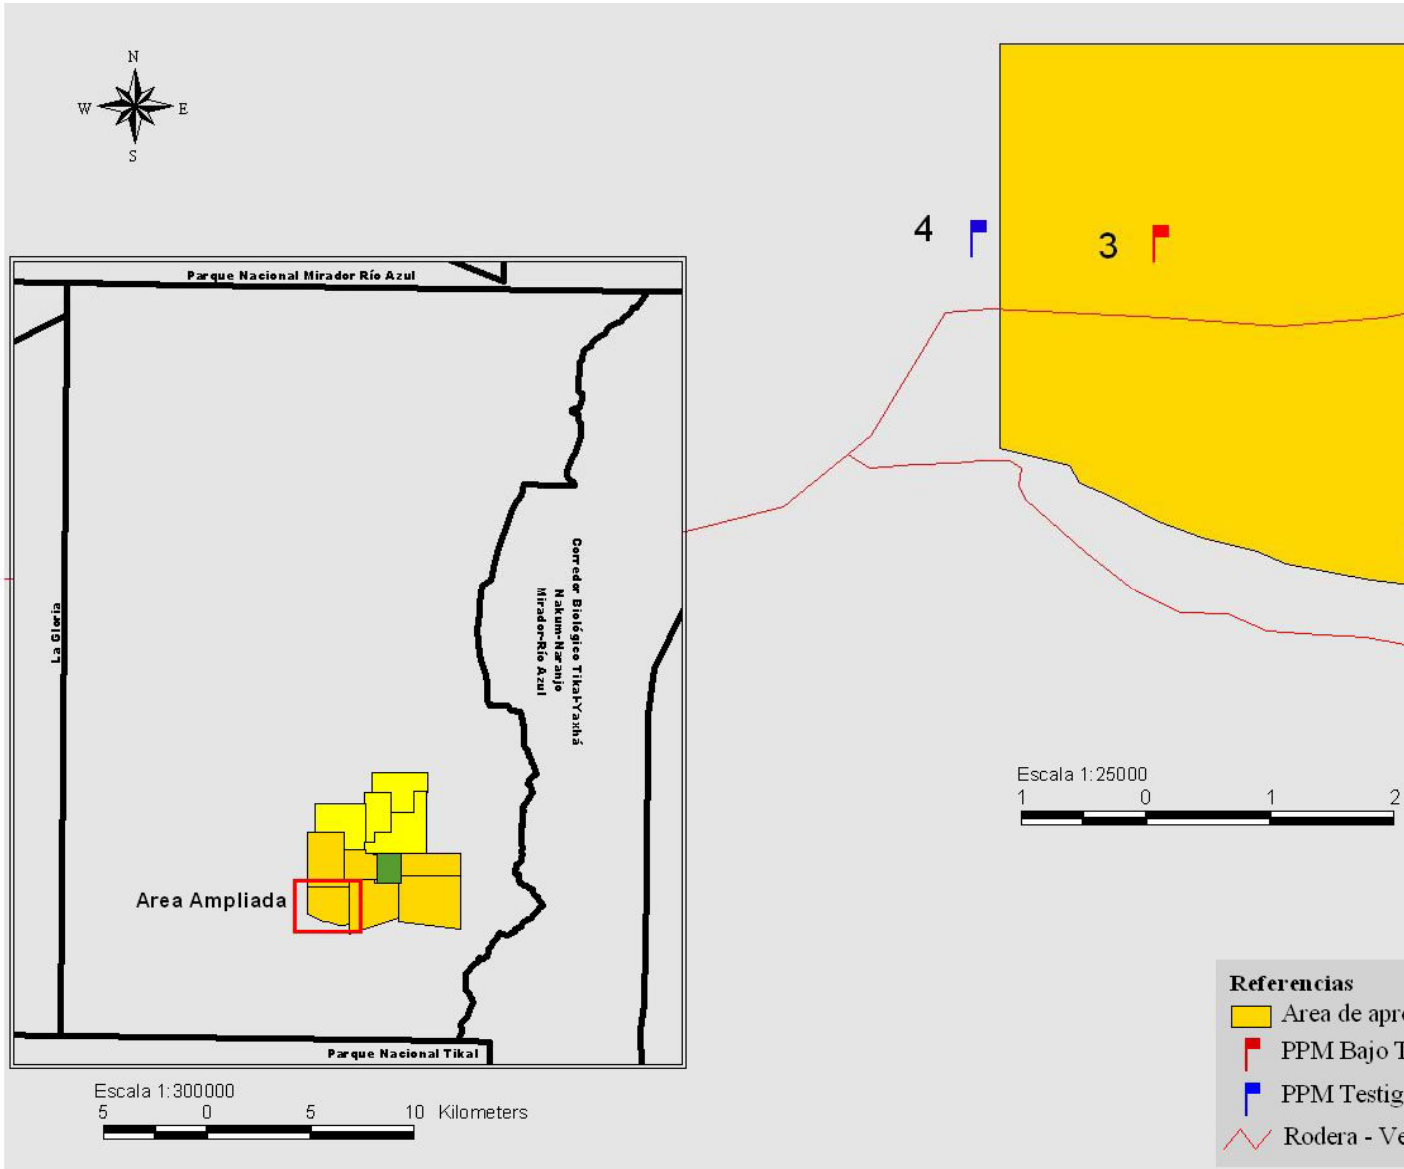 N
W E
S
4
3
Parque Nacional Mirador Río Azul
La Gloria
Corredor Biológico Tikal-Yaxhá
Nakum-Naranjo
Mirador-Río Azul
Area Ampliada
Parque Nacional Tikal
Escala 1:300000
5 0 5 10 Kilometers
Escala 1:25000
1 0 1 2
Referencias
Area de apr
PPM Bajo T
PPM Testig
Rodera - Ve